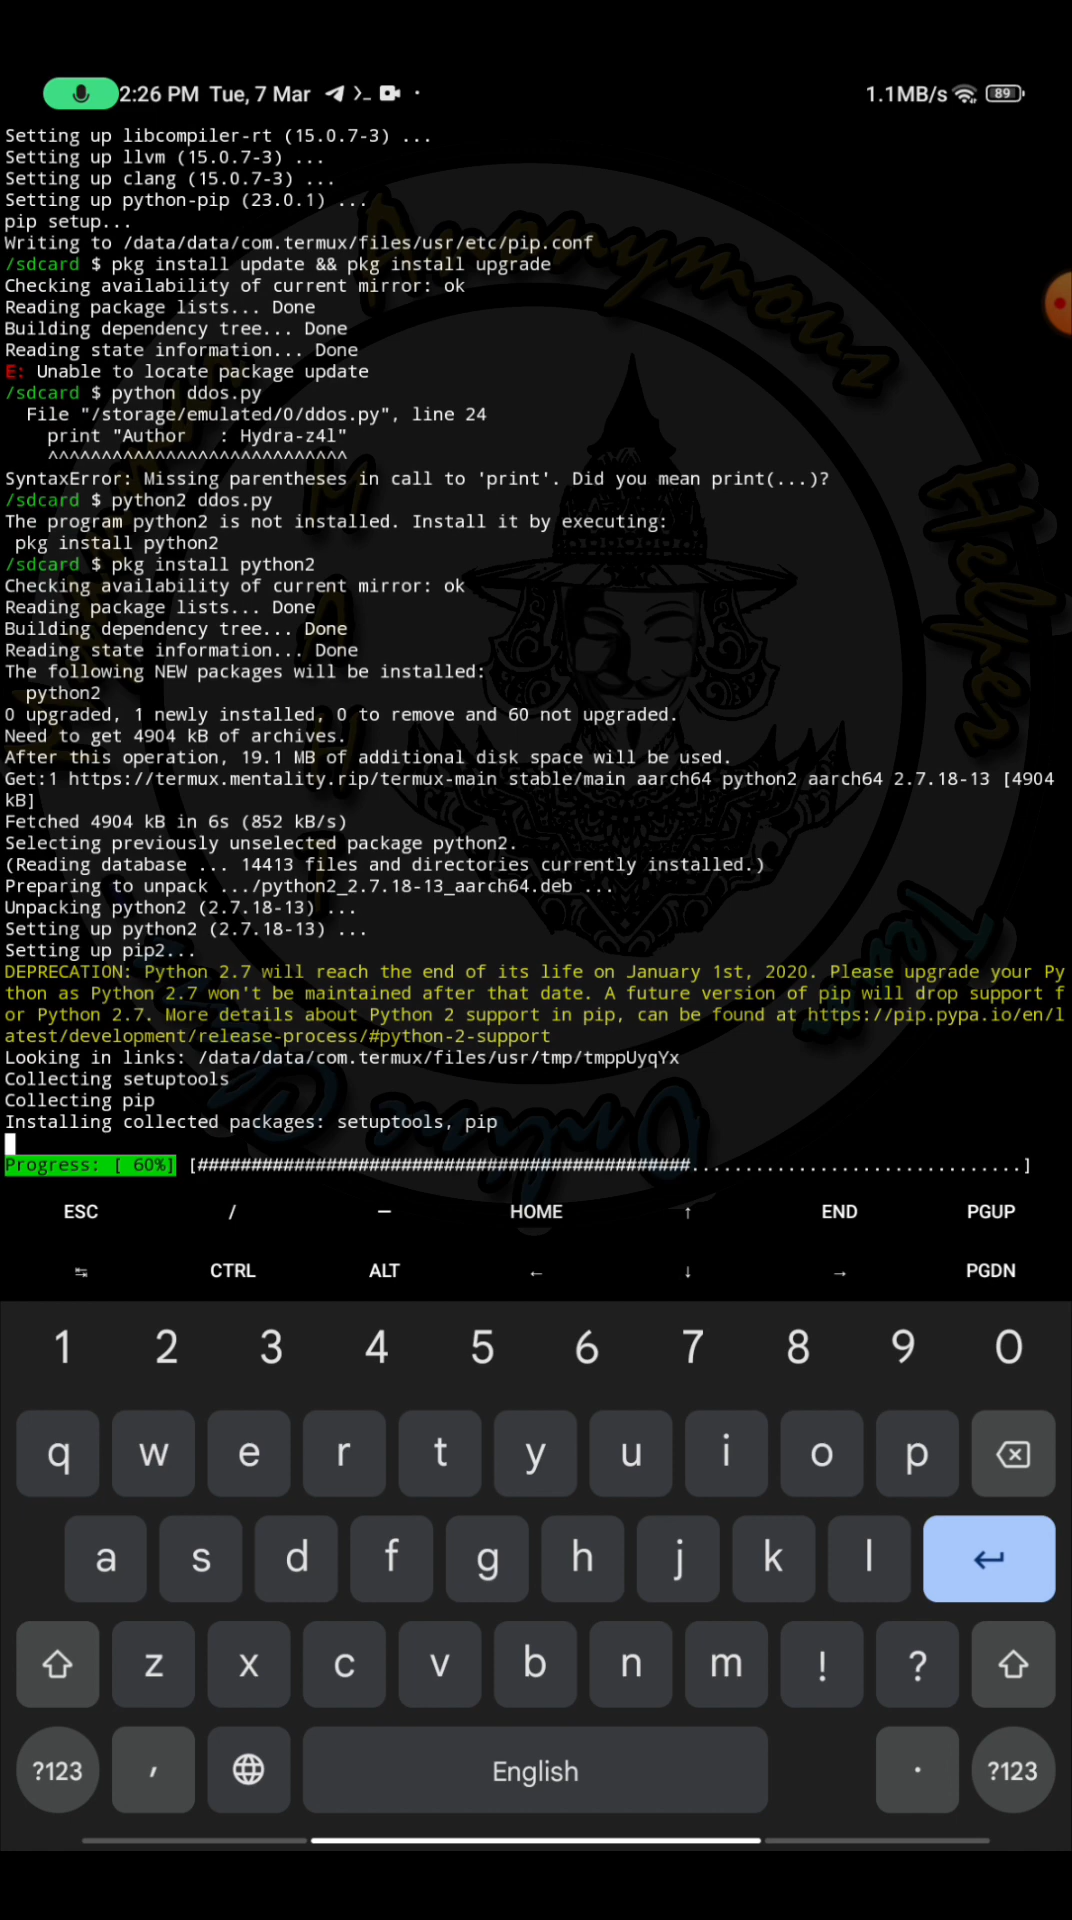 2:26 PM Tue, 7 Mar
1.1MB/s 89
Setting up libcompiler-rt (15.0.7-3) ...
Setting up llvm (15.0.7-3) ...
Setting up clang (15.0.7-3) ...
Setting up python-pip (23.0.1) ...
pip setup...
Writing to /data/data/com.termux/files/usr/etc/pip.conf
/sdcard $ pkg install update && pkg install upgrade
Checking availability of current mirror: ok
Reading package lists... Done
Building dependency tree... Done
Reading state information... Done
E: Unable to locate package update
/sdcard $ python ddos.py
File "/storage/emulated/0/ddos.py", line 24
print "Author   : Hydra-z4l"
^^^^^^^^^^^^^^^^^^^^^^^^^^^^
SyntaxError: Missing parentheses in call to 'print'. Did you mean print(...)?
/sdcard $ python2 ddos.py
The program python2 is not installed. Install it by executing:
pkg install python2
/sdcard $ pkg install python2
Checking availability of current mirror: ok
Reading package lists... Done
Building dependency tree... Done
Reading state information... Done
The following NEW packages will be installed:
python2
0 upgraded, 1 newly installed, 0 to remove and 60 not upgraded.
Need to get 4904 kB of archives.
After this operation, 19.1 MB of additional disk space will be used.
Get:1 https://termux.mentality.rip/termux-main stable/main aarch64 python2 aarch64 2.7.18-13 [4904
kB]
Fetched 4904 kB in 6s (852 kB/s)
Selecting previously unselected package python2.
(Reading database ... 14413 files and directories currently installed.)
Preparing to unpack .../python2_2.7.18-13_aarch64.deb ...
Unpacking python2 (2.7.18-13) ...
Setting up python2 (2.7.18-13) ...
Setting up pip2...
DEPRECATION: Python 2.7 will reach the end of its life on January 1st, 2020. Please upgrade your Py
thon as Python 2.7 won't be maintained after that date. A future version of pip will drop support f
or Python 2.7. More details about Python 2 support in pip, can be found at https://pip.pypa.io/en/l
atest/development/release-process/#python-2-support
Looking in links: /data/data/com.termux/files/usr/tmp/tmppUyqYx
Collecting setuptools
Collecting pip
Installing collected packages: setuptools, pip
Progress: [ 60%] [##############################################...............................]
Anonymous
Helper
Team
ESC / — HOME ↑ END PGUP
↹ CTRL ALT ← ↓ → PGDN
1 2 3 4 5 6 7 8 9 0
q w e r t y u i o p
a s d f g h j k l
z x c v b n m ! ?
?123 , English . ?123